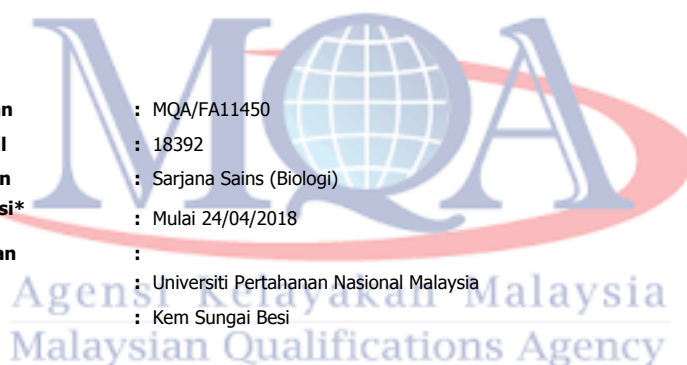 MQA
an : MQA/FA11450
l : 18392
n : Sarjana Sains (Biologi)
si* : Mulai 24/04/2018
an :
: Universiti Pertahanan Nasional Malaysia
Agensi Kelayakan Malaysia
: Kem Sungai Besi
Malaysian Qualifications Agency